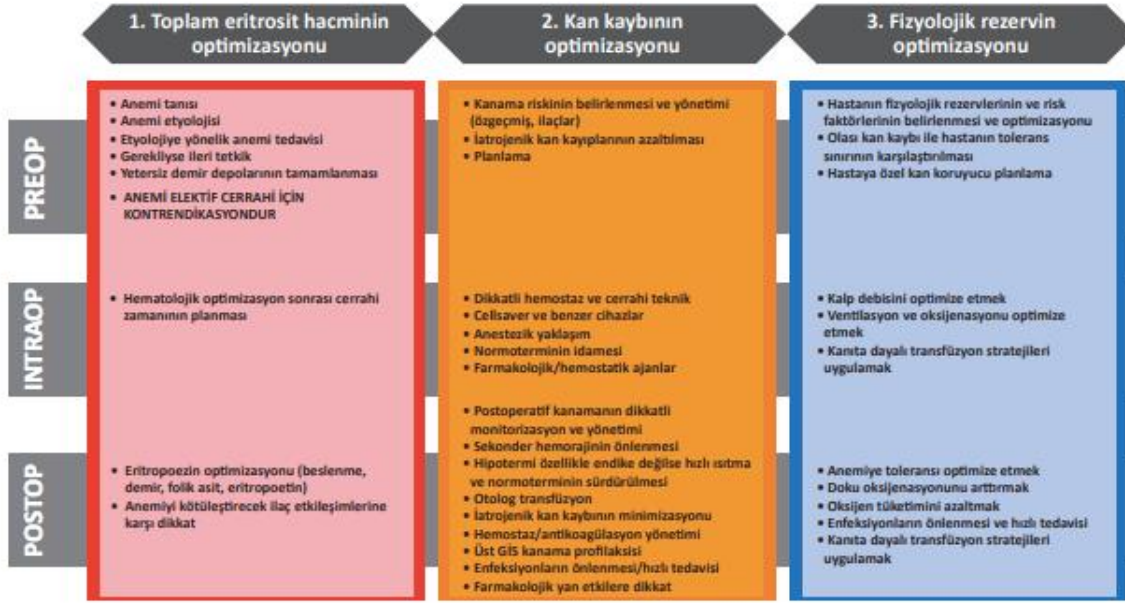 1. Toplam eritrosit hacminin
optimizasyonu
2. Kan kaybının
optimizasyonu
3. Fizyolojik rezervin
optimizasyonu
PREOP
• Anemi tanısı
• Anemi etyolojisi
• Etyolojiye yönelik anemi tedavisi
• Gerekliyse ileri tetkik
• Yetersiz demir depolarının tamamlanması
• ANEMİ ELEKTİF CERRAHİ İÇİN
KONTRENDİKASYONDUR
• Kanama riskinin belirlenmesi ve yönetimi
(özgeçmiş, ilaçlar)
• İatrojenik kan kayıplarının azaltılması
• Planlama
• Hastanın fizyolojik rezervlerinin ve risk
faktörlerinin belirlenmesi ve optimizasyonu
• Olası kan kaybı ile hastanın tolerans
sınırının karşılaştırılması
• Hastaya özel kan koruyucu planlama
INTRAOP
• Hematolojik optimizasyon sonrası cerrahi
zamanının planması
• Dikkatli hemostaz ve cerrahi teknik
• Cellsaver ve benzer cihazlar
• Anestezik yaklaşım
• Normoterminin idamesi
• Farmakolojik/hemostatik ajanlar
• Kalp debisini optimize etmek
• Ventilasyon ve oksijenasyonu optimize
etmek
• Kanıta dayalı transfüzyon stratejileri
uygulamak
POSTOP
• Eritropoezin optimizasyonu (beslenme,
demir, folik asit, eritropoetin)
• Anemiyi kötüleştirecek ilaç etkileşimlerine
karşı dikkat
• Postoperatif kanamanın dikkatli
monitorizasyon ve yönetimi
• Sekonder hemorajinin önlenmesi
• Hipotermi özellikle endike değilse hızlı ısıtma
ve normoterminin sürdürülmesi
• Otolog transfüzyon
• İatrojenik kan kaybının minimizasyonu
• Hemostaz/antikoagülasyon yönetimi
• Üst GİS kanama profilaksisi
• Enfeksiyonların önlenmesi/hızlı tedavisi
• Farmakolojik yan etkilere dikkat
• Anemiye toleransı optimize etmek
• Doku oksijenasyonunu arttırmak
• Oksijen tüketimini azaltmak
• Enfeksiyonların önlenmesi ve hızlı tedavisi
• Kanıta dayalı transfüzyon stratejileri
uygulamak